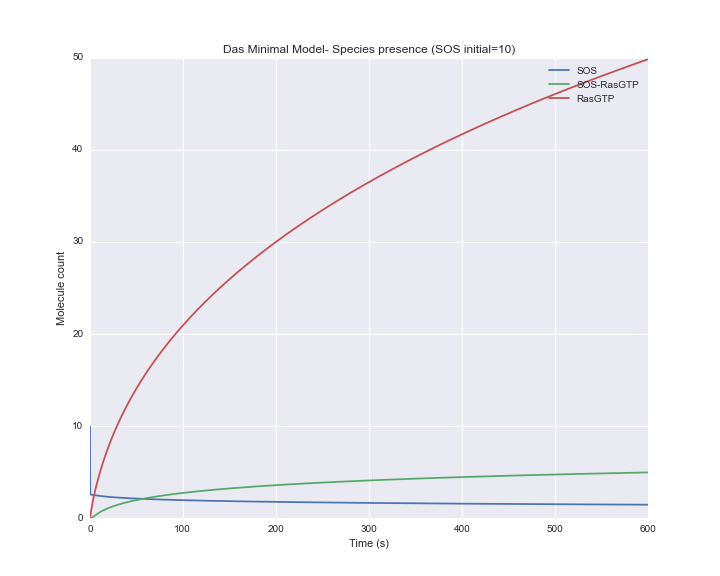 Das Minimal Model- Species presence (SOS initial=10)
50
40
30
20
10
0
Molecule count
SOS
SOS-RasGTP
RasGTP
0 100 200 300 400 500 600
Time (s)